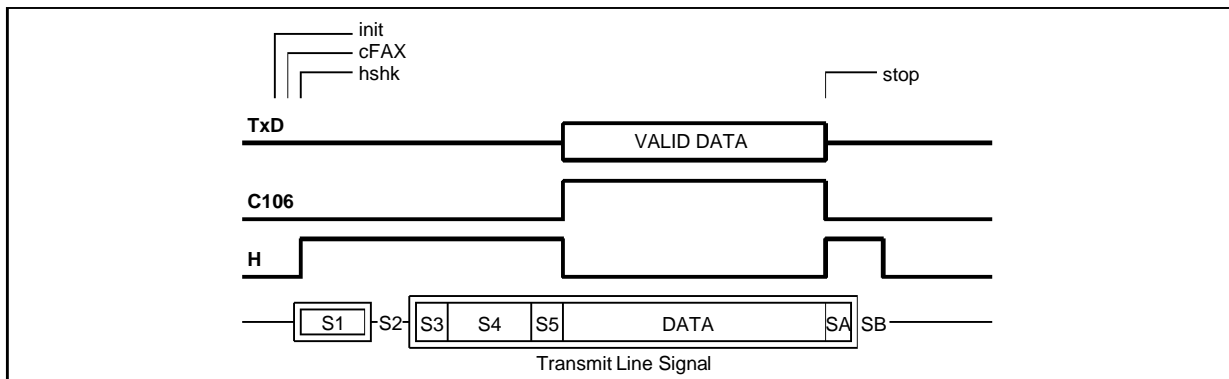 init
cFAX
hshk
stop
TxD
VALID DATA
C106
H
S1 S2 S3 S4 S5 DATA SA SB
Transmit Line Signal